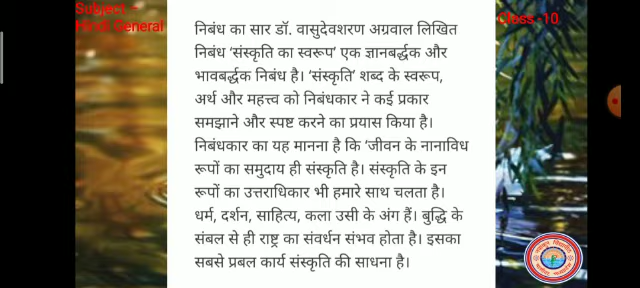 Subject -
Hindi General
Class -10
निबंध का सार डॉ. वासुदेवशरण अग्रवाल लिखित
निबंध 'संस्कृति का स्वरूप' एक ज्ञानबर्द्धक और
भावबर्द्धक निबंध है। 'संस्कृति' शब्द के स्वरूप,
अर्थ और महत्त्व को निबंधकार ने कई प्रकार
समझाने और स्पष्ट करने का प्रयास किया है।
निबंधकार का यह मानना है कि 'जीवन के नानाविध
रूपों का समुदाय ही संस्कृति है। संस्कृति के इन
रूपों का उत्तराधिकार भी हमारे साथ चलता है।
धर्म, दर्शन, साहित्य, कला उसी के अंग हैं। बुद्धि के
संबल से ही राष्ट्र का संवर्धन संभव होता है। इसका
सबसे प्रबल कार्य संस्कृति की साधना है।